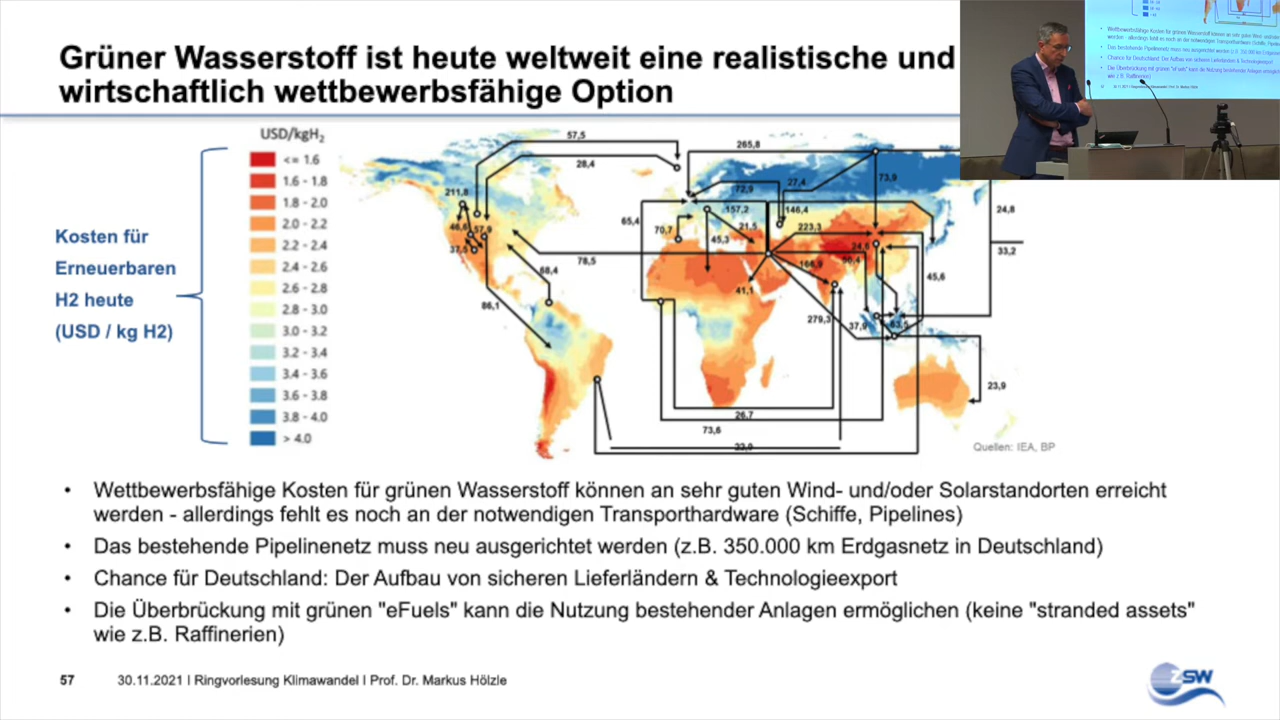 Grüner Wasserstoff ist heute weltweit eine realistische und
wirtschaftlich wettbewerbsfähige Option
USD/kgH₂
<= 1.6
1.6 - 1.8
1.8 - 2.0
2.0 - 2.2
2.2 - 2.4
2.4 - 2.6
2.6 - 2.8
2.8 - 3.0
3.0 - 3.2
3.2 - 3.4
3.4 - 3.6
3.6 - 3.8
3.8 - 4.0
> 4.0
Kosten für
Erneuerbaren
H2 heute
(USD / kg H2)
57,5
28,4
265,8
211,8
72,9
27,4
73,9
157,2
146,4
24,8
65,4
70,7
45,3
21,5
223,3
33,2
46,6
57,9
78,5
68,4
41,1
45,6
86,1
279,3
37,9
23,9
26,7
73,6
22,9
Quellen: IEA, BP
• Wettbewerbsfähige Kosten für grünen Wasserstoff können an sehr guten Wind- und/oder Solarstandorten erreicht
werden - allerdings fehlt es noch an der notwendigen Transporthardware (Schiffe, Pipelines)
• Das bestehende Pipelinenetz muss neu ausgerichtet werden (z.B. 350.000 km Erdgasnetz in Deutschland)
• Chance für Deutschland: Der Aufbau von sicheren Lieferländern & Technologieexport
• Die Überbrückung mit grünen "eFuels" kann die Nutzung bestehender Anlagen ermöglichen (keine "stranded assets"
wie z.B. Raffinerien)
57 30.11.2021 I Ringvorlesung Klimawandel I Prof. Dr. Markus Hölzle
ZSW